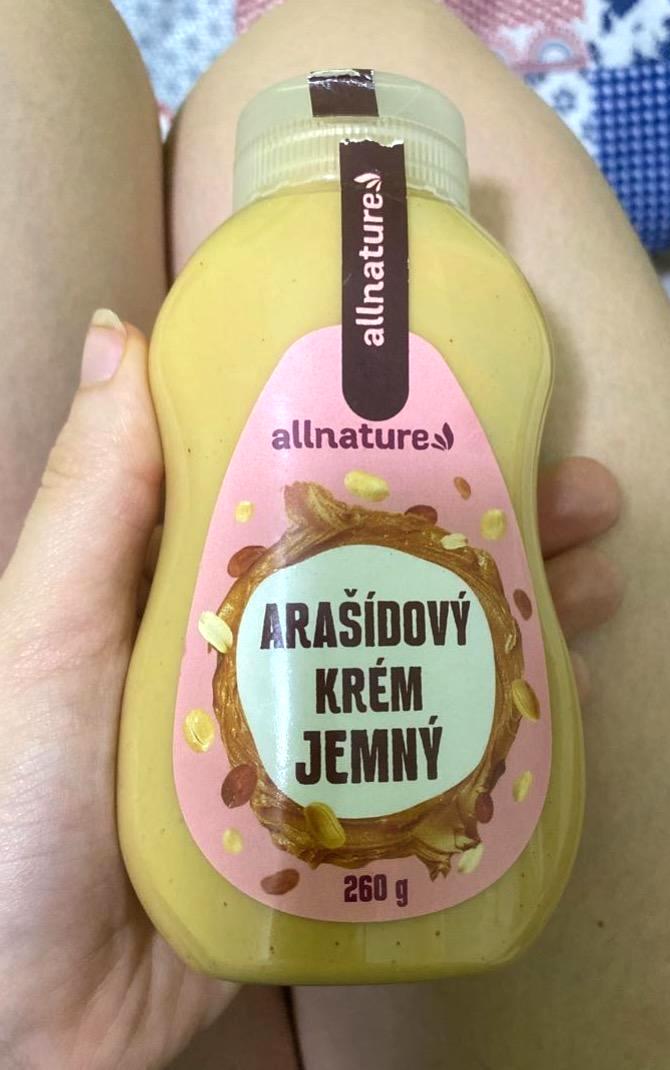 allnature
allnature
ARAŠÍDOVÝ
KRÉM
JEMNÝ
260 g